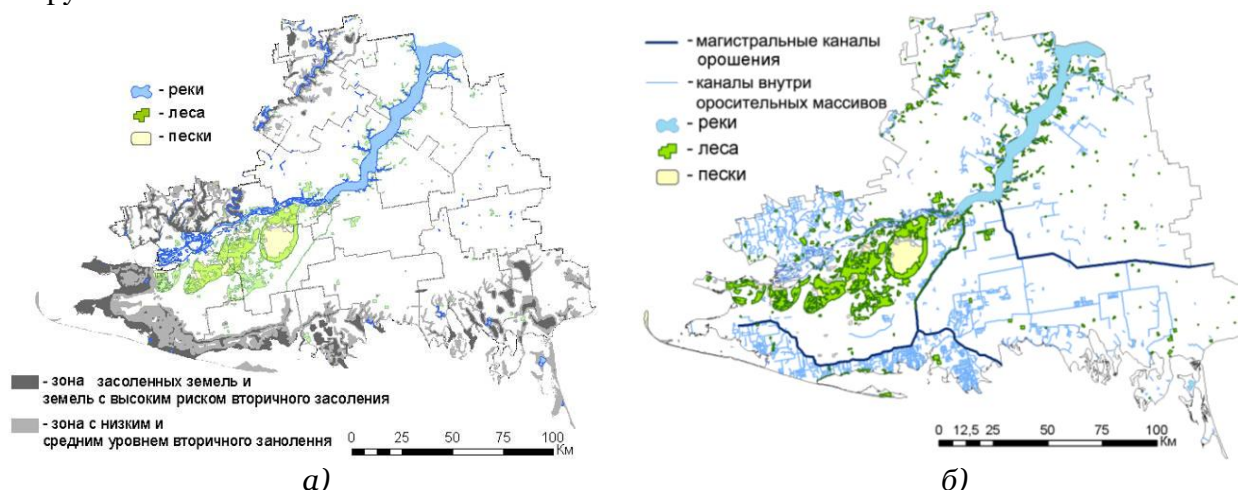 - реки
- леса
- пески
- зона засоленных земель и
земель с высоким риском вторичного засоления
- зона с низким и
средним уровнем вторичного занолення
0 25 50 75 100
Км
а)
- магистральные каналы
орошения
- каналы внутри
оросительных массивов
- реки
- леса
- пески
0 12,5 25 50 75 100
Км
б)